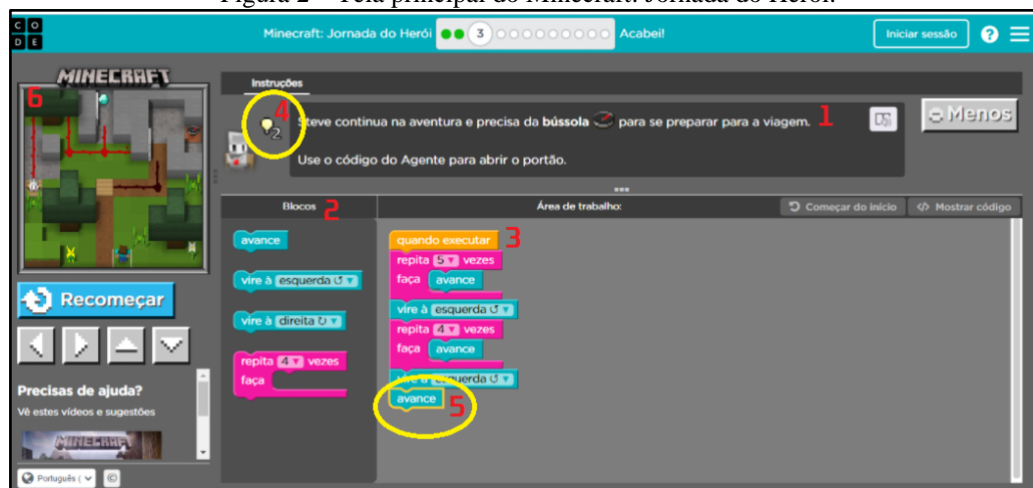 Figura 2 – Tela principal do Minecraft: Jornada do Herói.
C O
D E
Minecraft: Jornada do Herói 3 Acabei!
Iniciar sessão ?
MINECRAFT
6
Instruções
4
2
Steve continua na aventura e precisa da bússola para se preparar para a viagem. 1
Use o código do Agente para abrir o portão.
Menos
Blocos 2
Área de trabalho:
Começar do início
</> Mostrar código
avance
vire à esquerda
vire à direita
repita 4 vezes
faça
quando executar 3
repita 5 vezes
faça avance
vire à esquerda
repita 4 vezes
faça avance
vire à esquerda
avance 5
Recomeçar
Precisas de ajuda?
Vê estes vídeos e sugestões
MINECRAFT
Português (
©